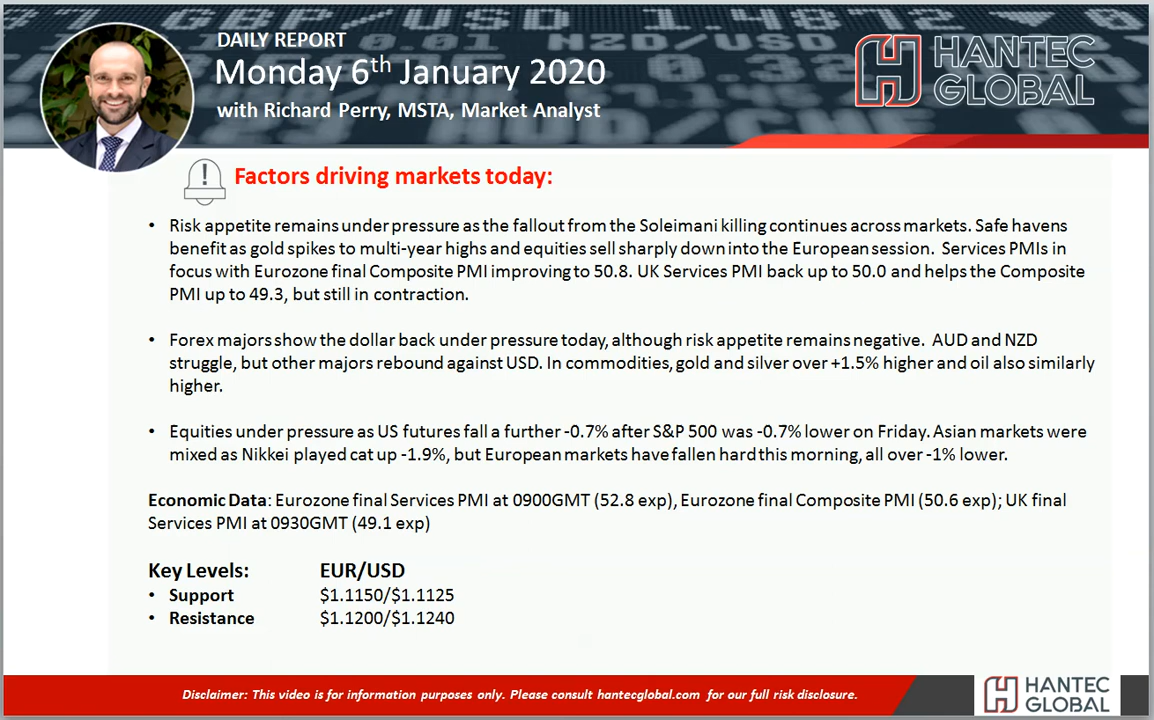 DAILY REPORT
Monday 6th January 2020
with Richard Perry, MSTA, Market Analyst
HANTEC
GLOBAL
Factors driving markets today:
• Risk appetite remains under pressure as the fallout from the Soleimani killing continues across markets. Safe havens
benefit as gold spikes to multi-year highs and equities sell sharply down into the European session. Services PMIs in
focus with Eurozone final Composite PMI improving to 50.8. UK Services PMI back up to 50.0 and helps the Composite
PMI up to 49.3, but still in contraction.
• Forex majors show the dollar back under pressure today, although risk appetite remains negative. AUD and NZD
struggle, but other majors rebound against USD. In commodities, gold and silver over +1.5% higher and oil also similarly
higher.
• Equities under pressure as US futures fall a further -0.7% after S&P 500 was -0.7% lower on Friday. Asian markets were
mixed as Nikkei played cat up -1.9%, but European markets have fallen hard this morning, all over -1% lower.
Economic Data: Eurozone final Services PMI at 0900GMT (52.8 exp), Eurozone final Composite PMI (50.6 exp); UK final
Services PMI at 0930GMT (49.1 exp)
Key Levels: EUR/USD
• Support $1.1150/$1.1125
• Resistance $1.1200/$1.1240
Disclaimer: This video is for information purposes only. Please consult hantecglobal.com for our full risk disclosure.
HANTEC
GLOBAL